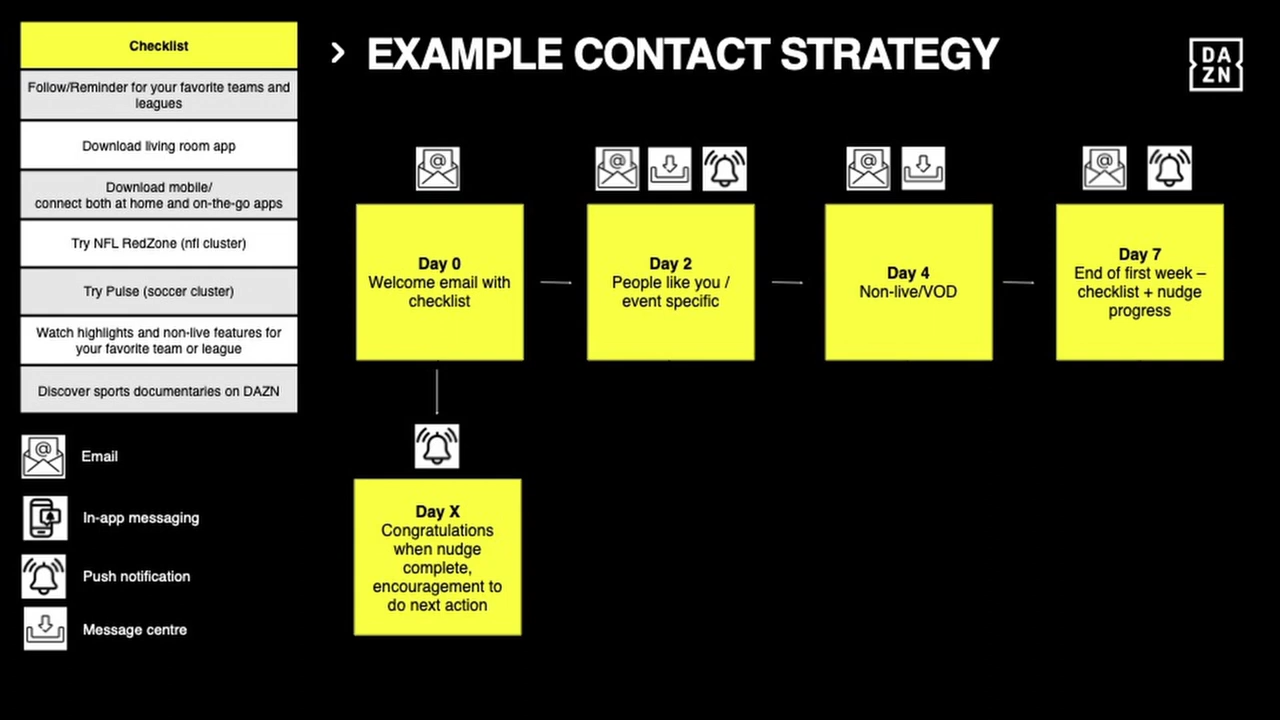 Checklist
Follow/Reminder for your favorite teams and
leagues
Download living room app
Download mobile/
connect both at home and on-the-go apps
Try NFL RedZone (nfl cluster)
Try Pulse (soccer cluster)
Watch highlights and non-live features for
your favorite team or league
Discover sports documentaries on DAZN
Email
In-app messaging
Push notification
Message centre
EXAMPLE CONTACT STRATEGY
DA
ZN
Day 0
Welcome email with
checklist
Day 2
People like you /
event specific
Day 4
Non-live/VOD
Day 7
End of first week –
checklist + nudge
progress
Day X
Congratulations
when nudge
complete,
encouragement to
do next action